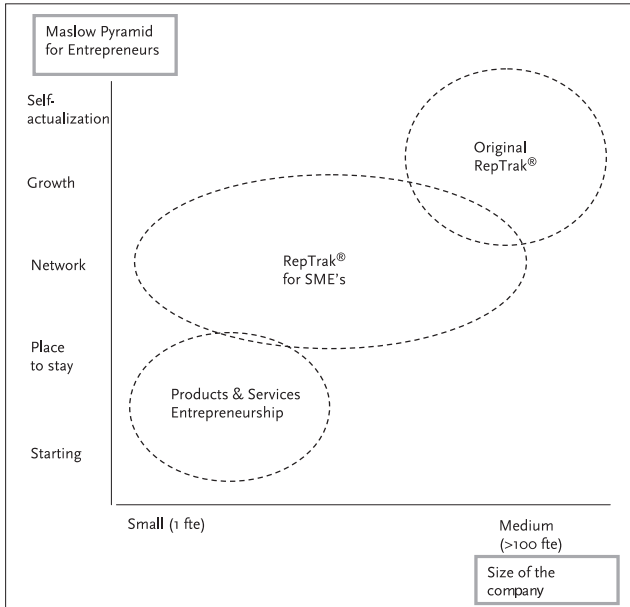 Maslow Pyramid
for Entrepreneurs
Self-
actualization
Original
RepTrak®
Growth
Network
RepTrak®
for SME's
Place
to stay
Products & Services
Entrepreneurship
Starting
Small (1 fte)
Medium
(>100 fte)
Size of the
company